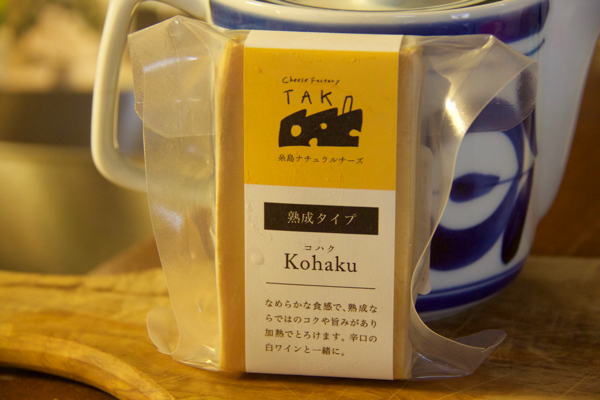 Cheese Factory
TAK
糸島ナチュラルチーズ
熟成タイプ
コハク
Kohaku
なめらかな食感で、熟成な
らではのコクや旨みがあり
加熱でとろけます。辛口の
白ワインと一緒に。